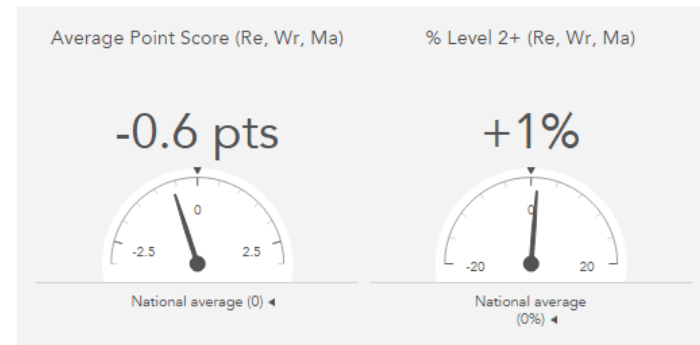 Average Point Score (Re, Wr, Ma)
-0.6 pts
0
-2.5
2.5
National average (0) ◂
% Level 2+ (Re, Wr, Ma)
+1%
0
-20
20
National average
(0%) ◂